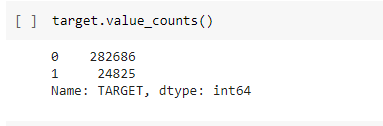 [ ] target.value_counts()
0    282686
1     24825
Name: TARGET, dtype: int64